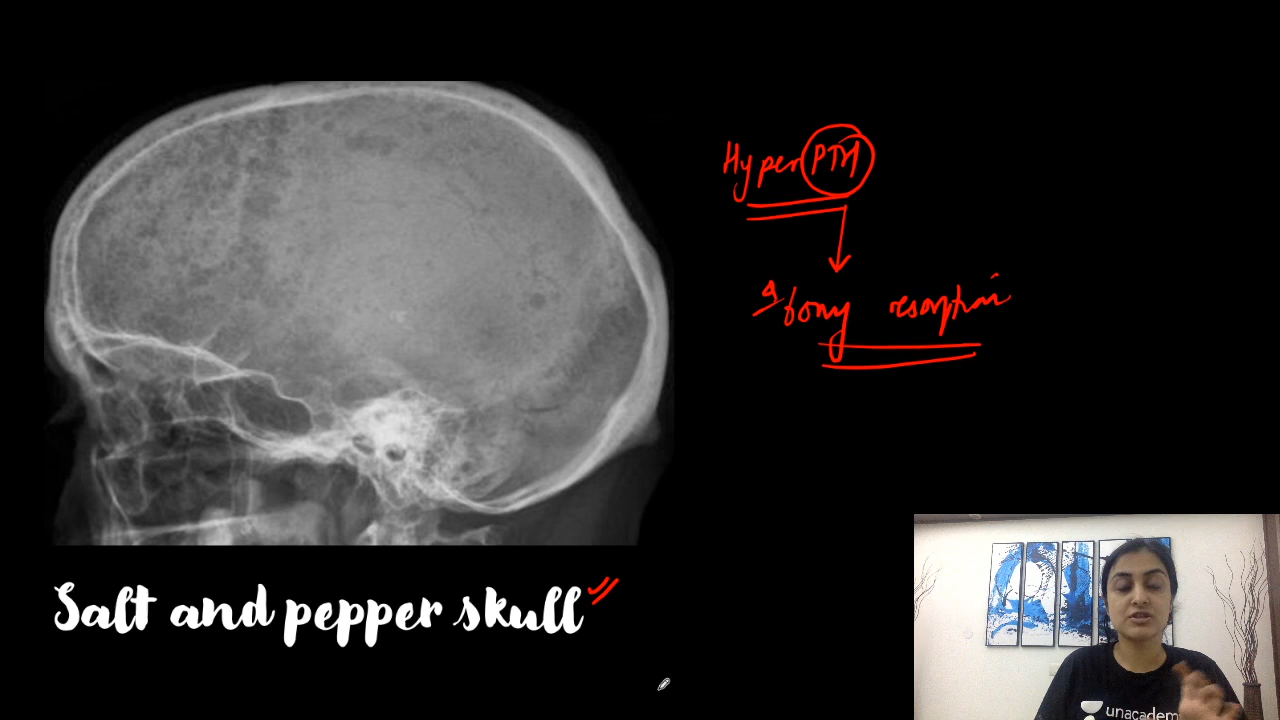 Hyper PTH
↑ bony resorption
Salt and pepper skull
unacadem